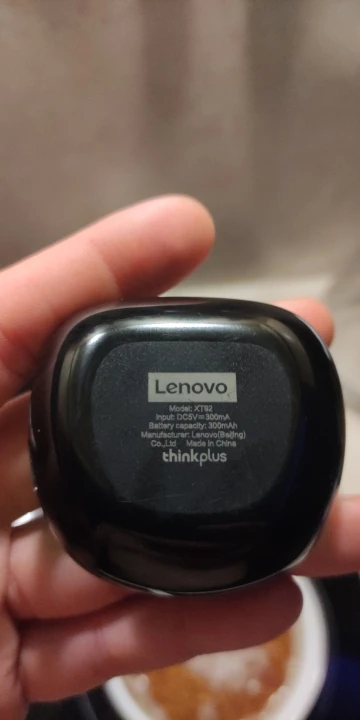 Lenovo
Model: XT92
Input: DC5V⎓300mA
Battery capacity: 300mAh
Manufacturer: Lenovo(Beijing)
Co.,Ltd Made in China
thinkplus